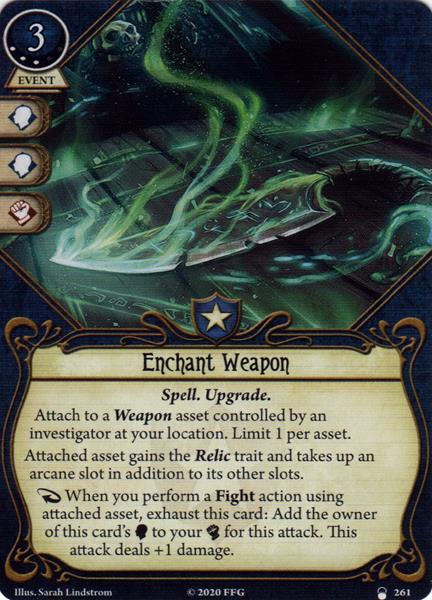 3
EVENT
Enchant Weapon
Spell. Upgrade.
Attach to a Weapon asset controlled by an
investigator at your location. Limit 1 per asset.
Attached asset gains the Relic trait and takes up an
arcane slot in addition to its other slots.
When you perform a Fight action using
attached asset, exhaust this card: Add the owner
of this card's to your for this attack. This
attack deals +1 damage.
Illus. Sarah Lindstrom © 2020 FFG 261